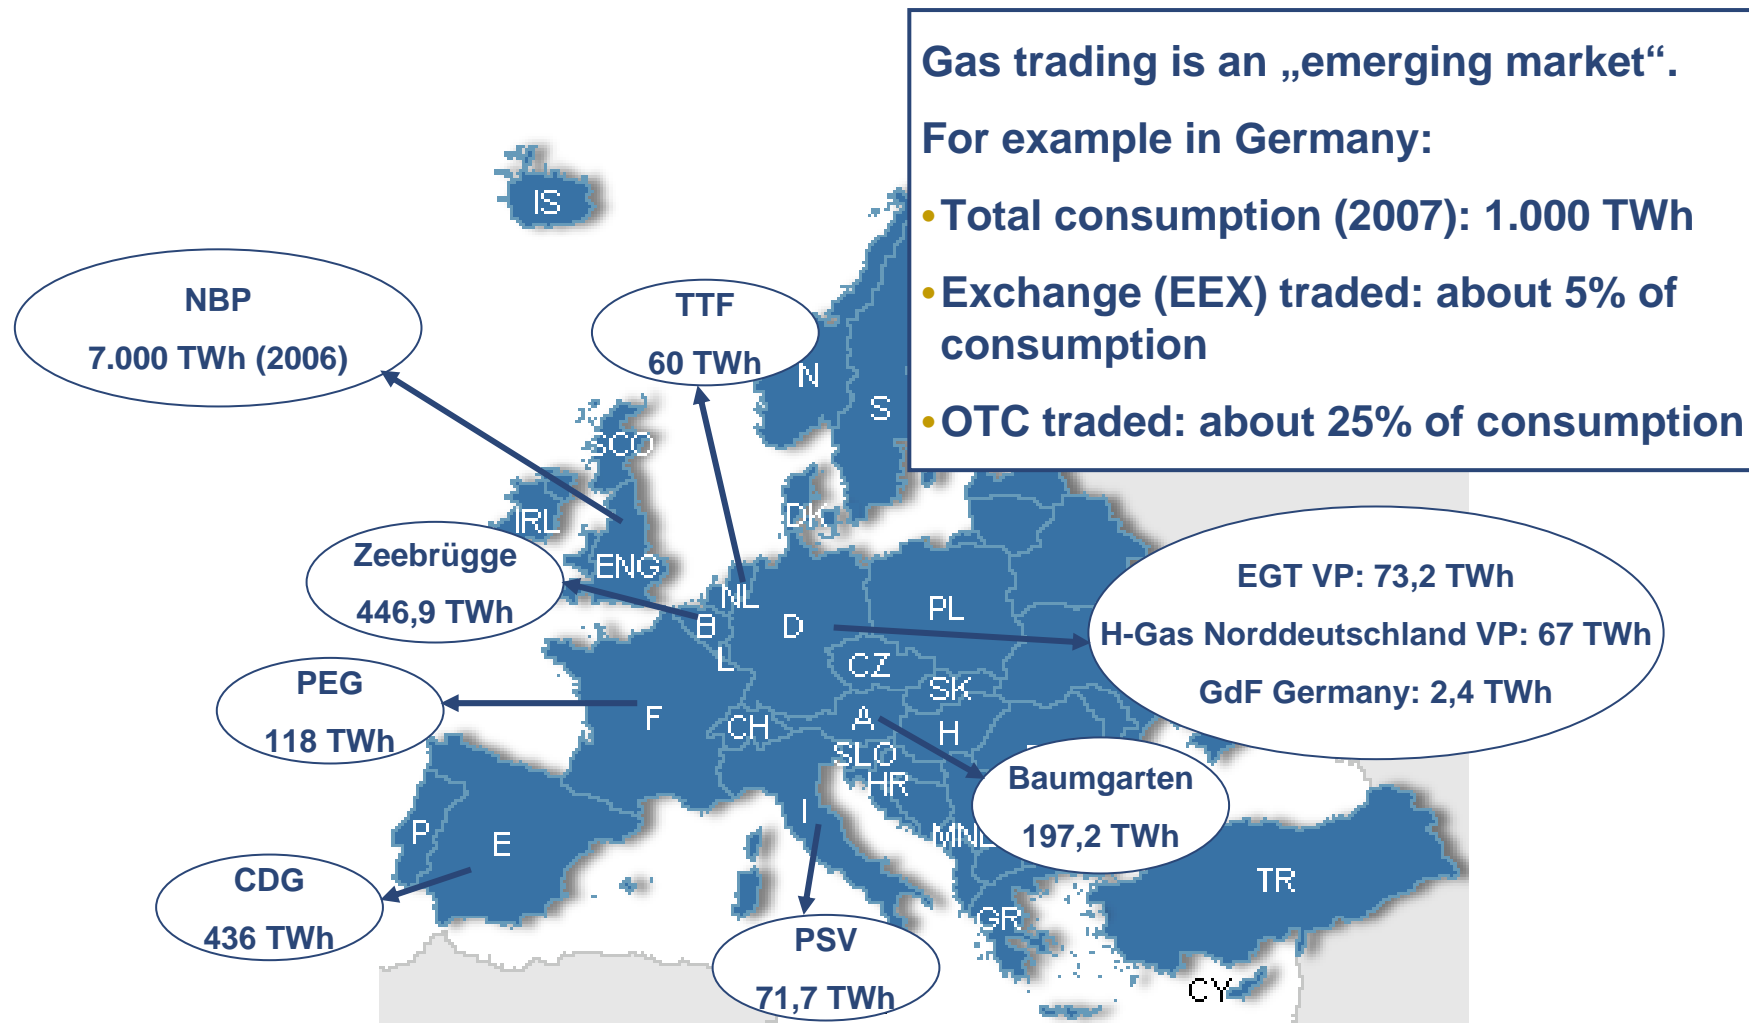 Gas trading is an „emerging market“.
For example in Germany:
•Total consumption (2007): 1.000 TWh
•Exchange (EEX) traded: about 5% of
consumption
•OTC traded: about 25% of consumption
IS
NBP
7.000 TWh (2006)
TTF
60 TWh
N
S
SCO
IRL
DK
ENG
Zeebrügge
446,9 TWh
NL
B
D
PL
L
CZ
SK
EGT VP: 73,2 TWh
H-Gas Norddeutschland VP: 67 TWh
GdF Germany: 2,4 TWh
PEG
118 TWh
F
CH
A
H
SLO
HR
Baumgarten
197,2 TWh
I
P
E
TR
CDG
436 TWh
GR
PSV
71,7 TWh
CY